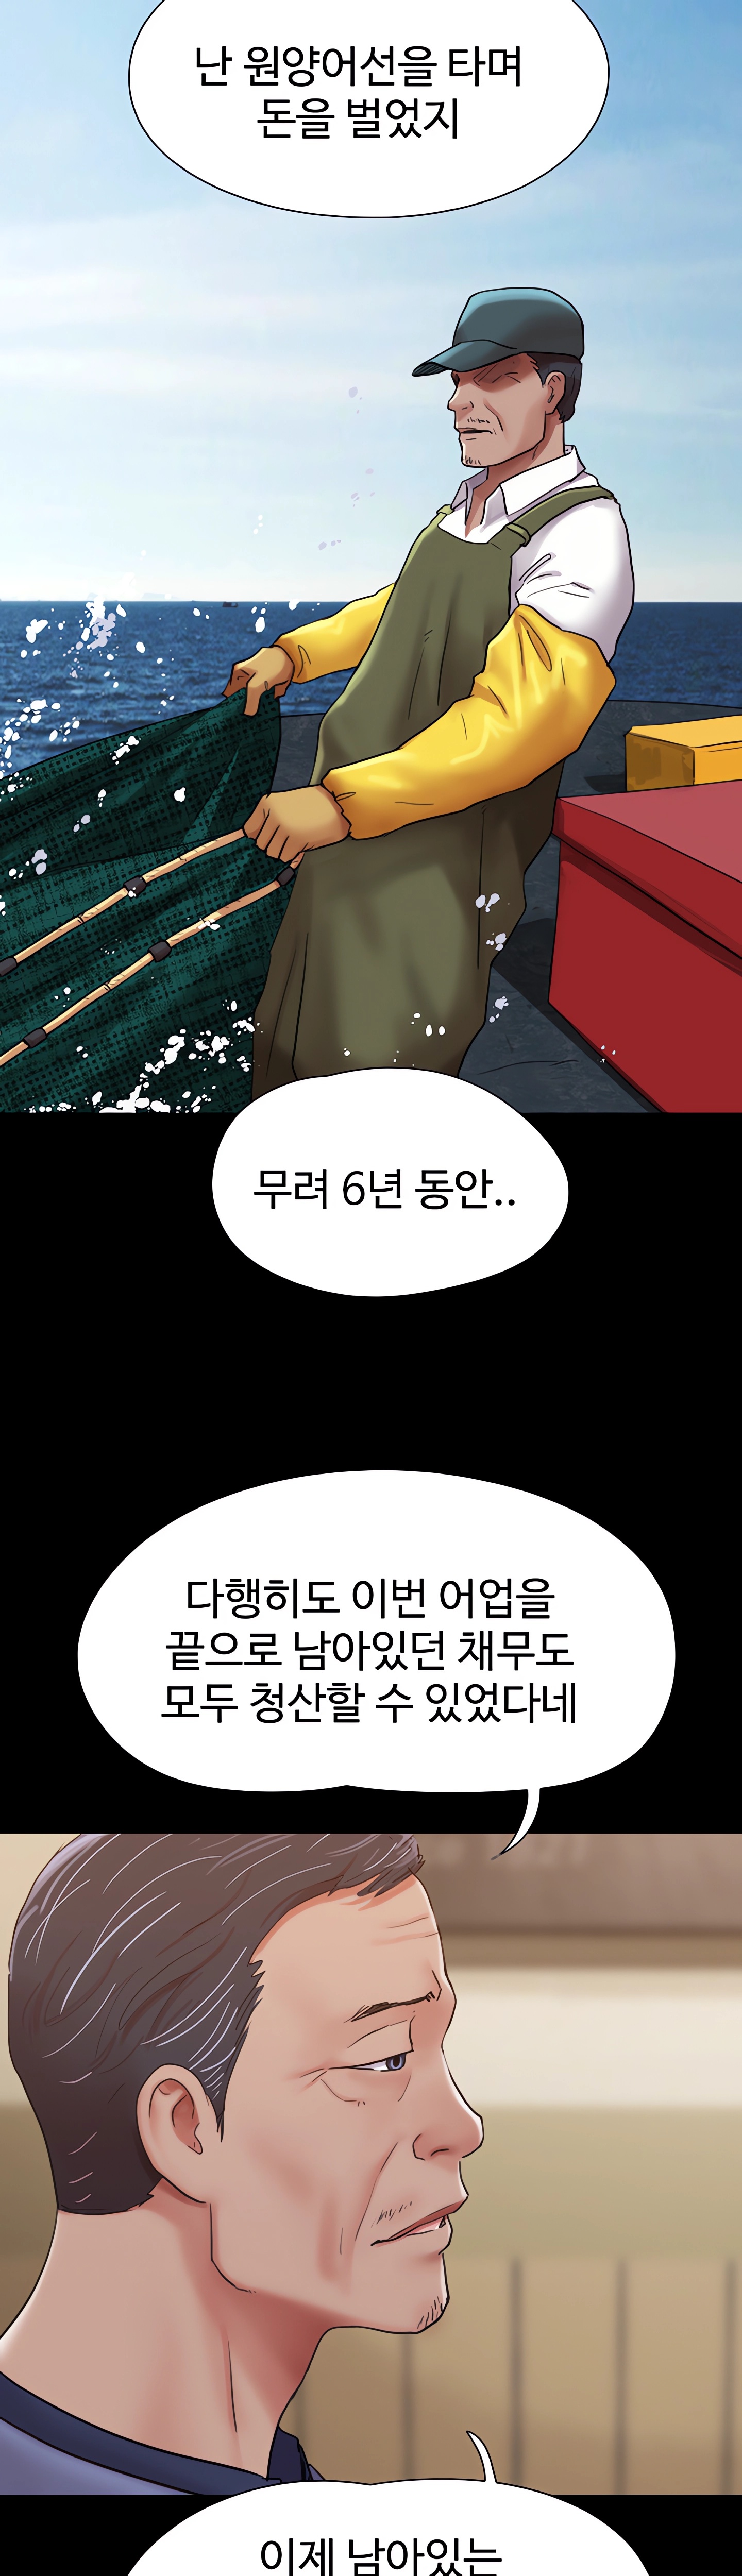 난 원양어선을 타며
돈을 벌었지
무려 6년 동안..
다행히도 이번 어업을
끝으로 남아있던 채무도
모두 청산할 수 있었다네
이제 남아있는